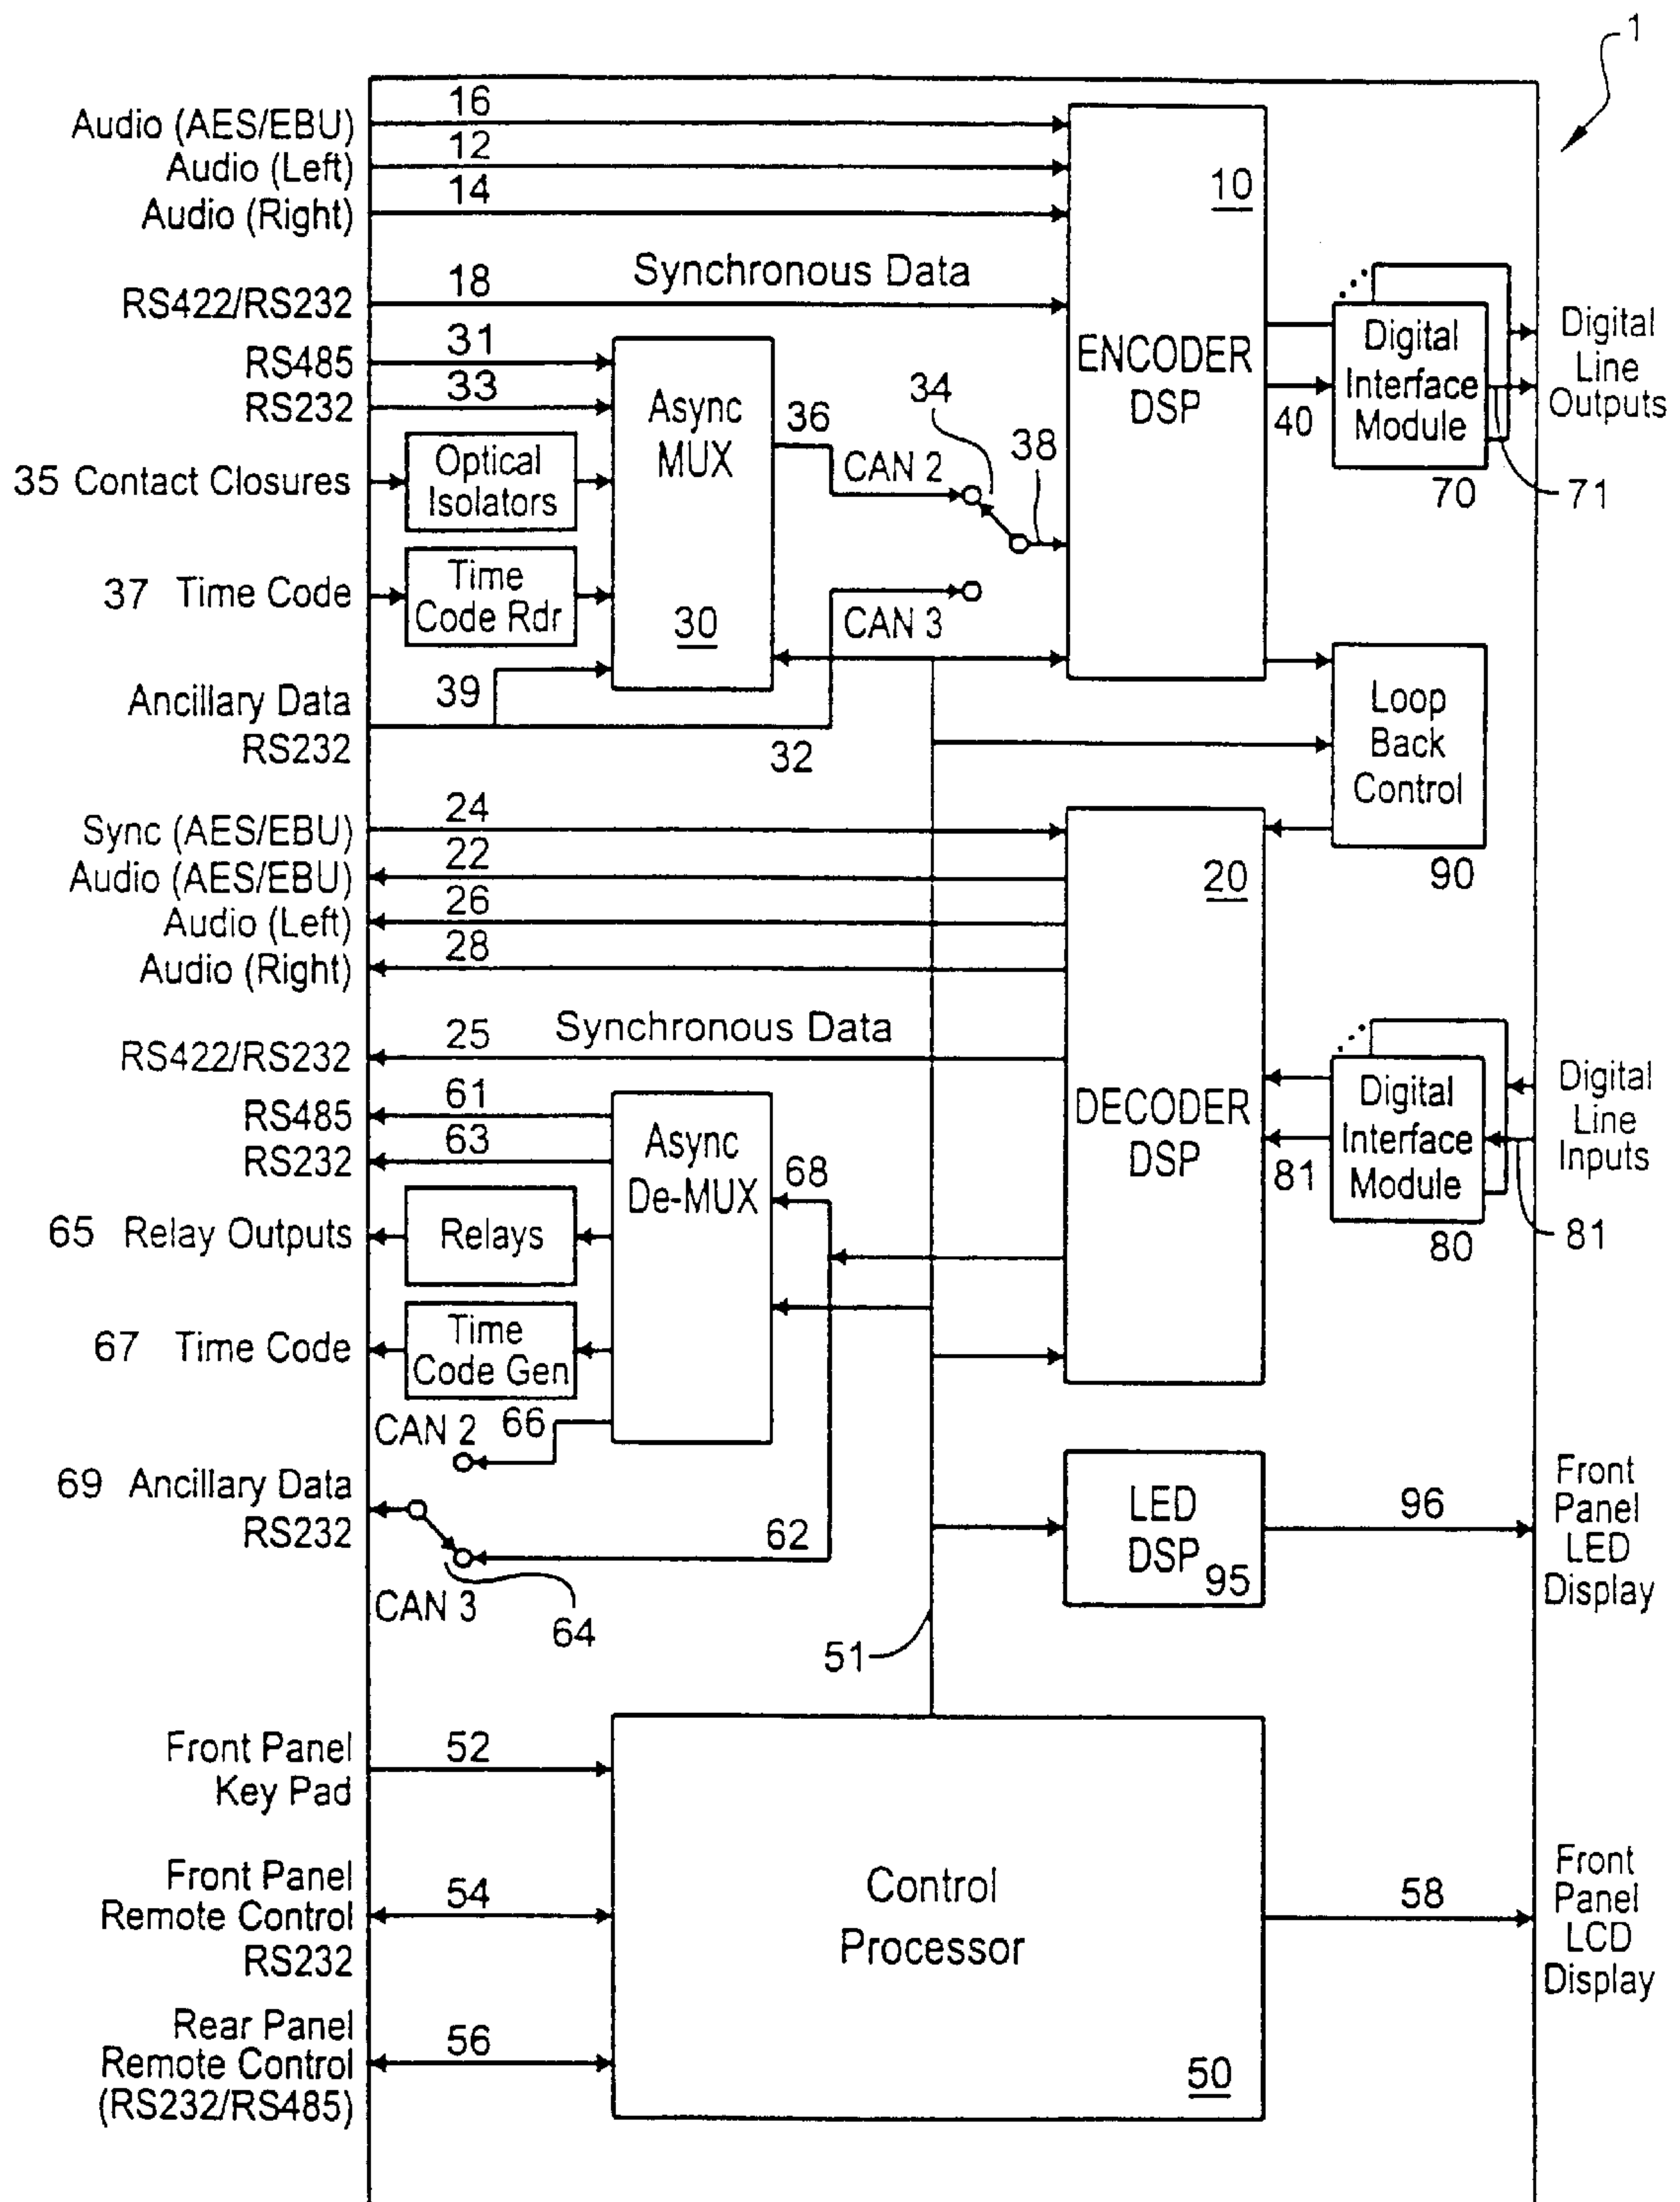 1
16
Audio (AES/EBU)
12
Audio (Left)
14
Audio (Right)
10
Synchronous Data
18
RS422/RS232
31
RS485
33
RS232
Async
MUX
30
ENCODER
DSP
Digital
Interface
Module
70
40
71
Digital
Line
Outputs
36
34
38
CAN 2
CAN 3
35 Contact Closures
Optical
Isolators
37 Time Code
Time
Code Rdr
39
Ancillary Data
RS232
32
Loop
Back
Control
90
24
Sync (AES/EBU)
22
Audio (AES/EBU)
26
Audio (Left)
28
Audio (Right)
20
Synchronous Data
25
RS422/RS232
61
RS485
63
RS232
Async
De-MUX
68
DECODER
DSP
81
Digital
Interface
Module
80
81
Digital
Line
Inputs
65 Relay Outputs
Relays
67 Time Code
Time
Code Gen
66
CAN 2
69 Ancillary Data
RS232
62
CAN 3
64
LED
DSP
95
96
Front
Panel
LED
Display
51
Front Panel
Key Pad
52
Front Panel
Remote Control
RS232
54
Control
Processor
50
58
Front
Panel
LCD
Display
Rear Panel
Remote Control
(RS232/RS485)
56